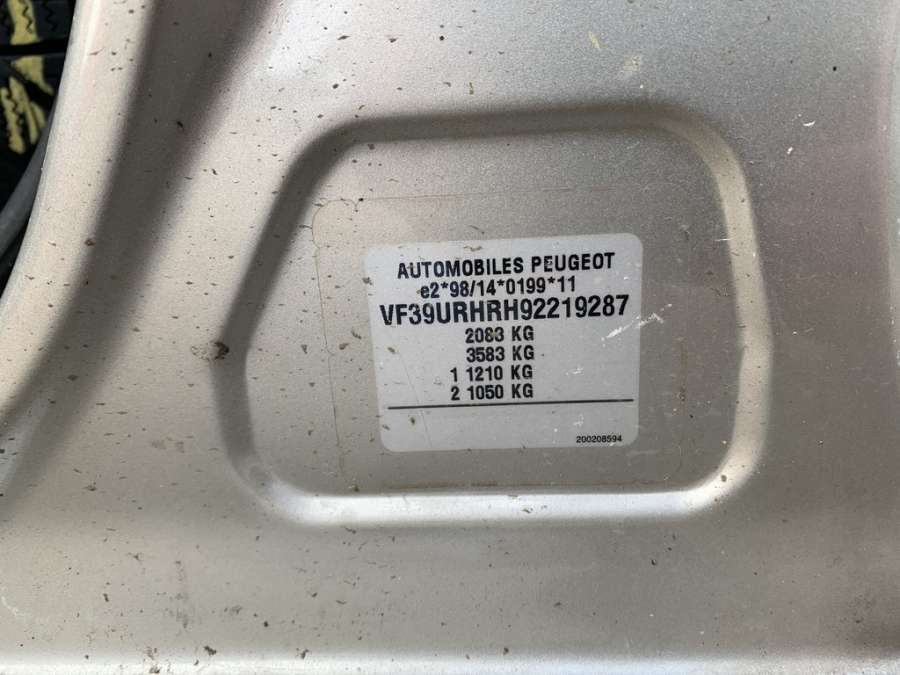 AUTOMOBILES PEUGEOT
e2*98/14*0199*11
VF39URHRH92219287
2083 KG
3583 KG
1 1210 KG
2 1050 KG
200208594